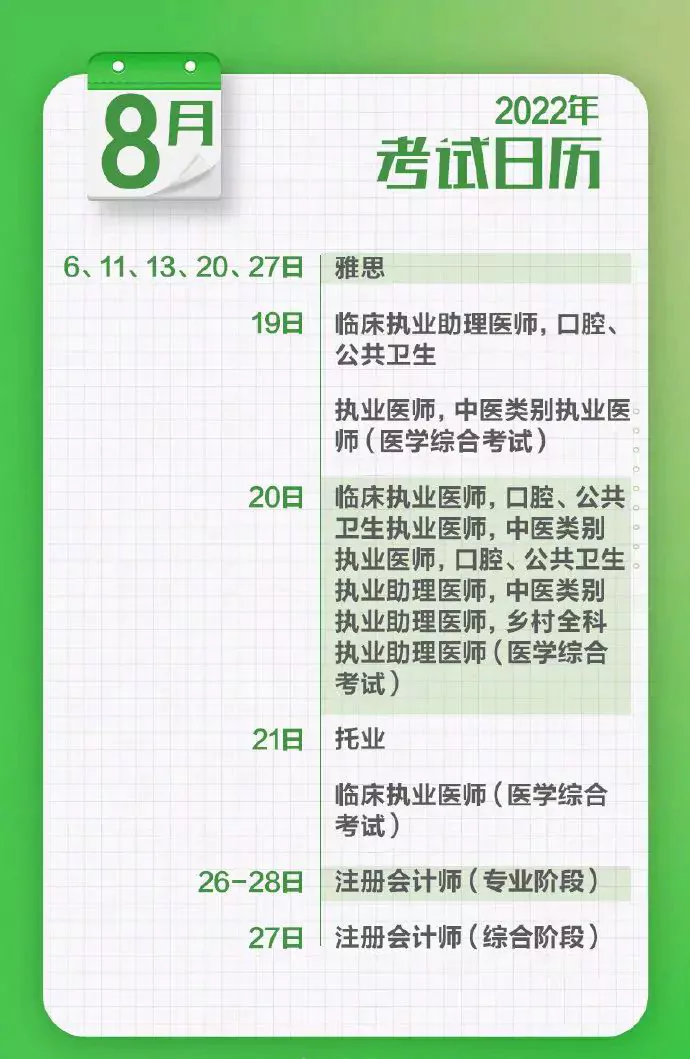 8月
2022年
考试日历
6、11、13、20、27日 雅思
19日 临床执业助理医师，口腔、
公共卫生
执业医师，中医类别执业医
师（医学综合考试）
20日 临床执业医师，口腔、公共
卫生执业医师，中医类别
执业医师，口腔、公共卫生
执业助理医师，中医类别
执业助理医师，乡村全科
执业助理医师（医学综合
考试）
21日 托业
临床执业医师（医学综合
考试）
26-28日 注册会计师（专业阶段）
27日 注册会计师（综合阶段）